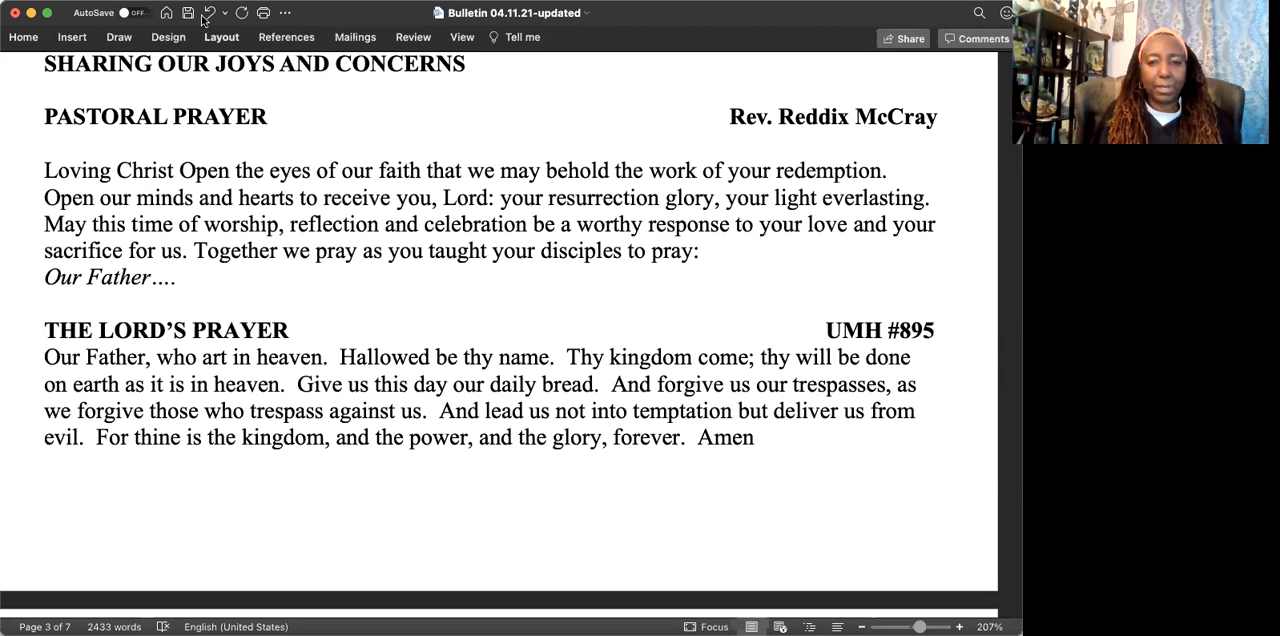 AutoSave OFF Bulletin 04.11.21-updated
Home Insert Draw Design Layout References Mailings Review View Tell me Share Comments
SHARING OUR JOYS AND CONCERNS
PASTORAL PRAYER Rev. Reddix McCray
Loving Christ Open the eyes of our faith that we may behold the work of your redemption.
Open our minds and hearts to receive you, Lord: your resurrection glory, your light everlasting.
May this time of worship, reflection and celebration be a worthy response to your love and your
sacrifice for us. Together we pray as you taught your disciples to pray:
Our Father….
THE LORD’S PRAYER UMH #895
Our Father, who art in heaven.  Hallowed be thy name.  Thy kingdom come; thy will be done
on earth as it is in heaven.  Give us this day our daily bread.  And forgive us our trespasses, as
we forgive those who trespass against us.  And lead us not into temptation but deliver us from
evil.  For thine is the kingdom, and the power, and the glory, forever.  Amen
Page 3 of 7 2433 words English (United States) Focus 207%